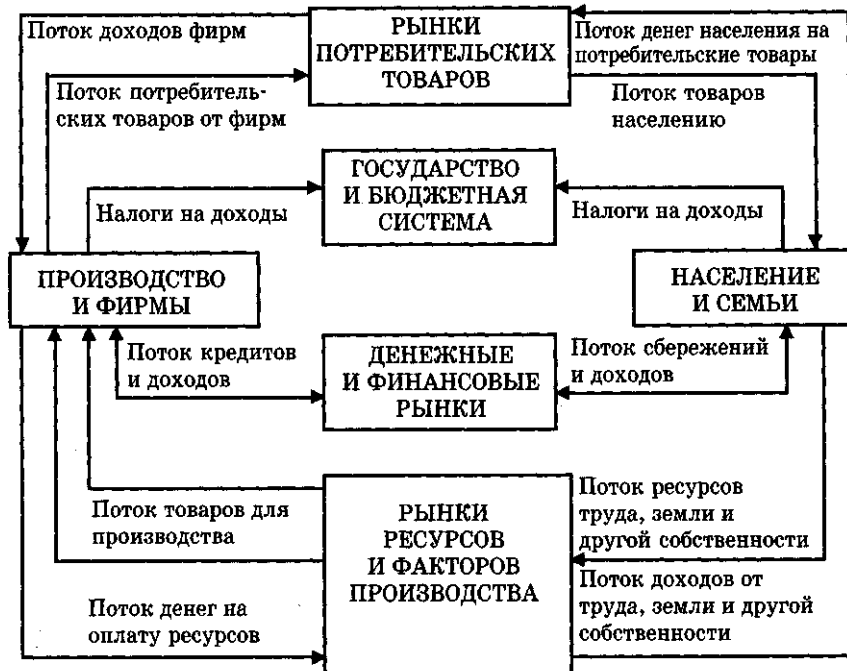 Поток доходов фирм
РЫНКИ
ПОТРЕБИТЕЛЬСКИХ
ТОВАРОВ
Поток денег населения на
потребительские товары
Поток потребитель-
ских товаров от фирм
Поток товаров
населению
ГОСУДАРСТВО
И БЮДЖЕТНАЯ
СИСТЕМА
Налоги на доходы
Налоги на доходы
ПРОИЗВОДСТВО
И ФИРМЫ
НАСЕЛЕНИЕ
И СЕМЬИ
Поток кредитов
и доходов
ДЕНЕЖНЫЕ
И ФИНАНСОВЫЕ
РЫНКИ
Поток сбережений
и доходов
Поток товаров для
производства
РЫНКИ
РЕСУРСОВ
И ФАКТОРОВ
ПРОИЗВОДСТВА
Поток ресурсов
труда, земли и
другой собственности
Поток денег на
оплату ресурсов
Поток доходов от
труда, земли и другой
собственности